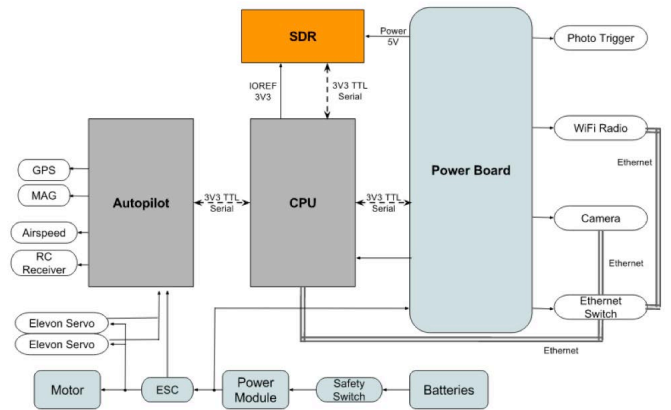 SDR
Power
5V
Photo Trigger
IOREF
3V3
3V3 TTL
Serial
WiFi Radio
Ethernet
GPS
MAG
Autopilot
3V3 TTL
Serial
CPU
3V3 TTL
Serial
Power Board
Airspeed
Camera
RC
Receiver
Ethernet
Ethernet
Switch
Elevon Servo
Elevon Servo
Ethernet
Motor
ESC
Power
Module
Safety
Switch
Batteries